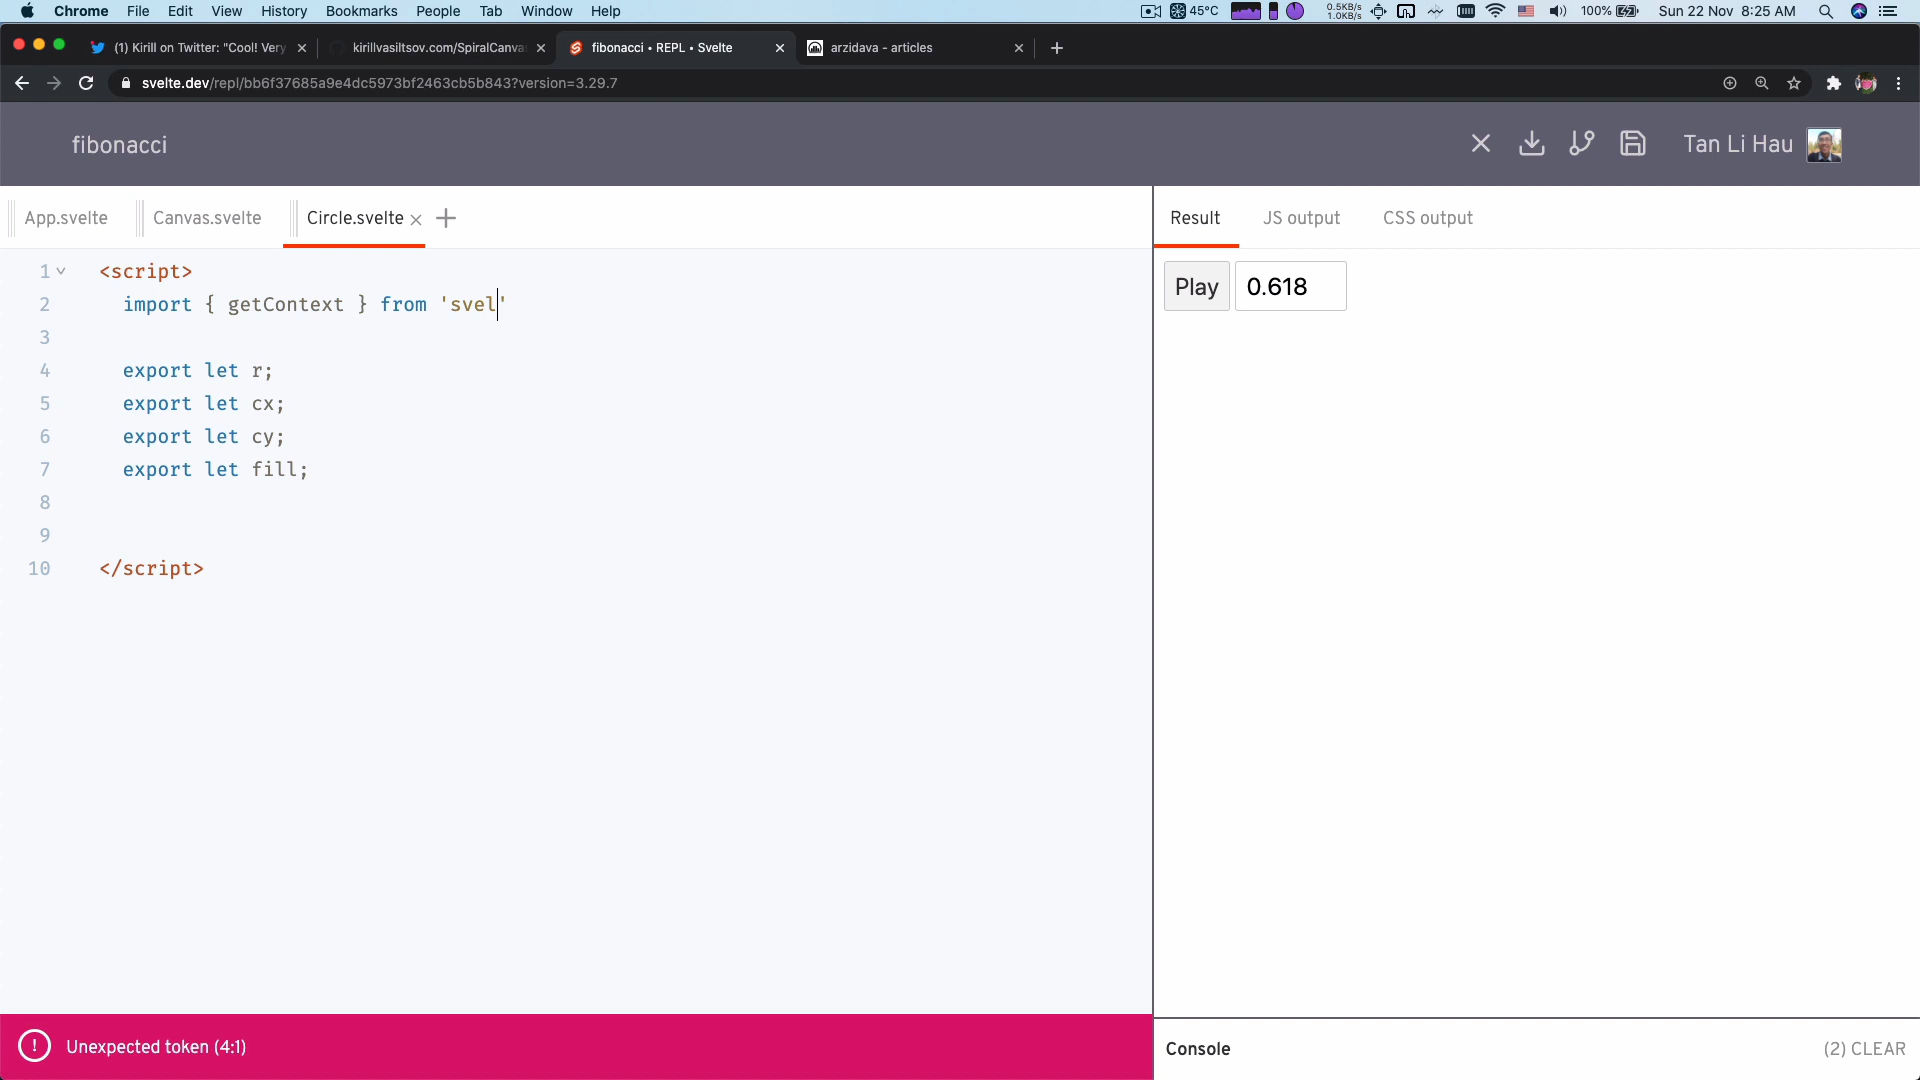 Chrome File Edit View History Bookmarks People Tab Window Help 45°C 0.5KB/s 1.0KB/s 100% Sun 22 Nov 8:25 AM
(1) Kirill on Twitter: "Cool! Very kirillvasiltsov.com/SpiralCanva fibonacci • REPL • Svelte arzidava - articles
svelte.dev/repl/bb6f37685a9e4dc5973bf2463cb5b843?version=3.29.7
fibonacci Tan Li Hau
App.svelte Canvas.svelte Circle.svelte Result JS output CSS output
1 <script>
2 import { getContext } from 'svel'
3
4 export let r;
5 export let cx;
6 export let cy;
7 export let fill;
8
9
10 </script>
Play 0.618
! Unexpected token (4:1)
Console (2) CLEAR